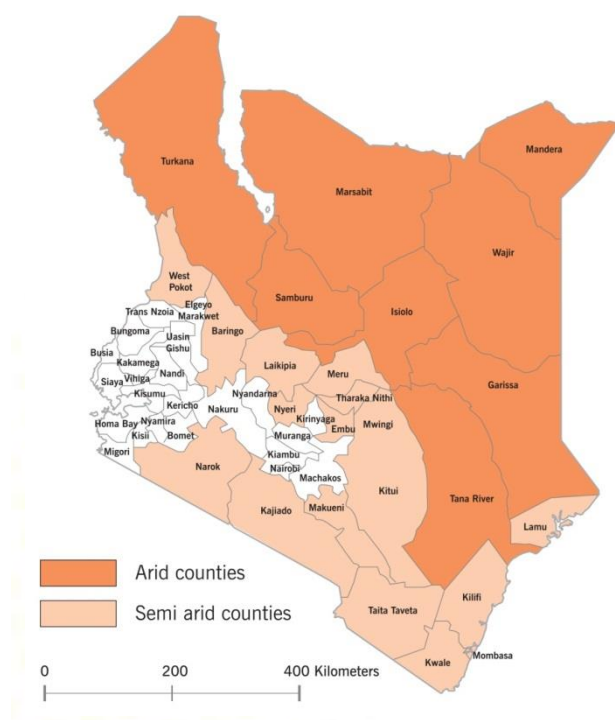 Turkana
Marsabit
Mandera
Wajir
Samburu
Isiolo
West
Pokot
Elgeyo
Marakwet
Trans Nzoia
Baringo
Bungoma
Uasin
Gishu
Busia
Kakamega
Laikipia
Meru
Garissa
Siaya
Vihiga
Nandi
Kisumu
Tharaka Nithi
Kericho
Nakuru
Nyandarna
Nyeri
Kirinyaga
Embu
Mwingi
Homa Bay
Nyamira
Kisii
Bomet
Muranga
Migori
Kiambu
Nairobi
Narok
Machakos
Kitui
Tana River
Kajiado
Makueni
Lamu
Arid counties
Semi arid counties
Taita Taveta
Kilifi
Kwale
Mombasa
0
200
400 Kilometers